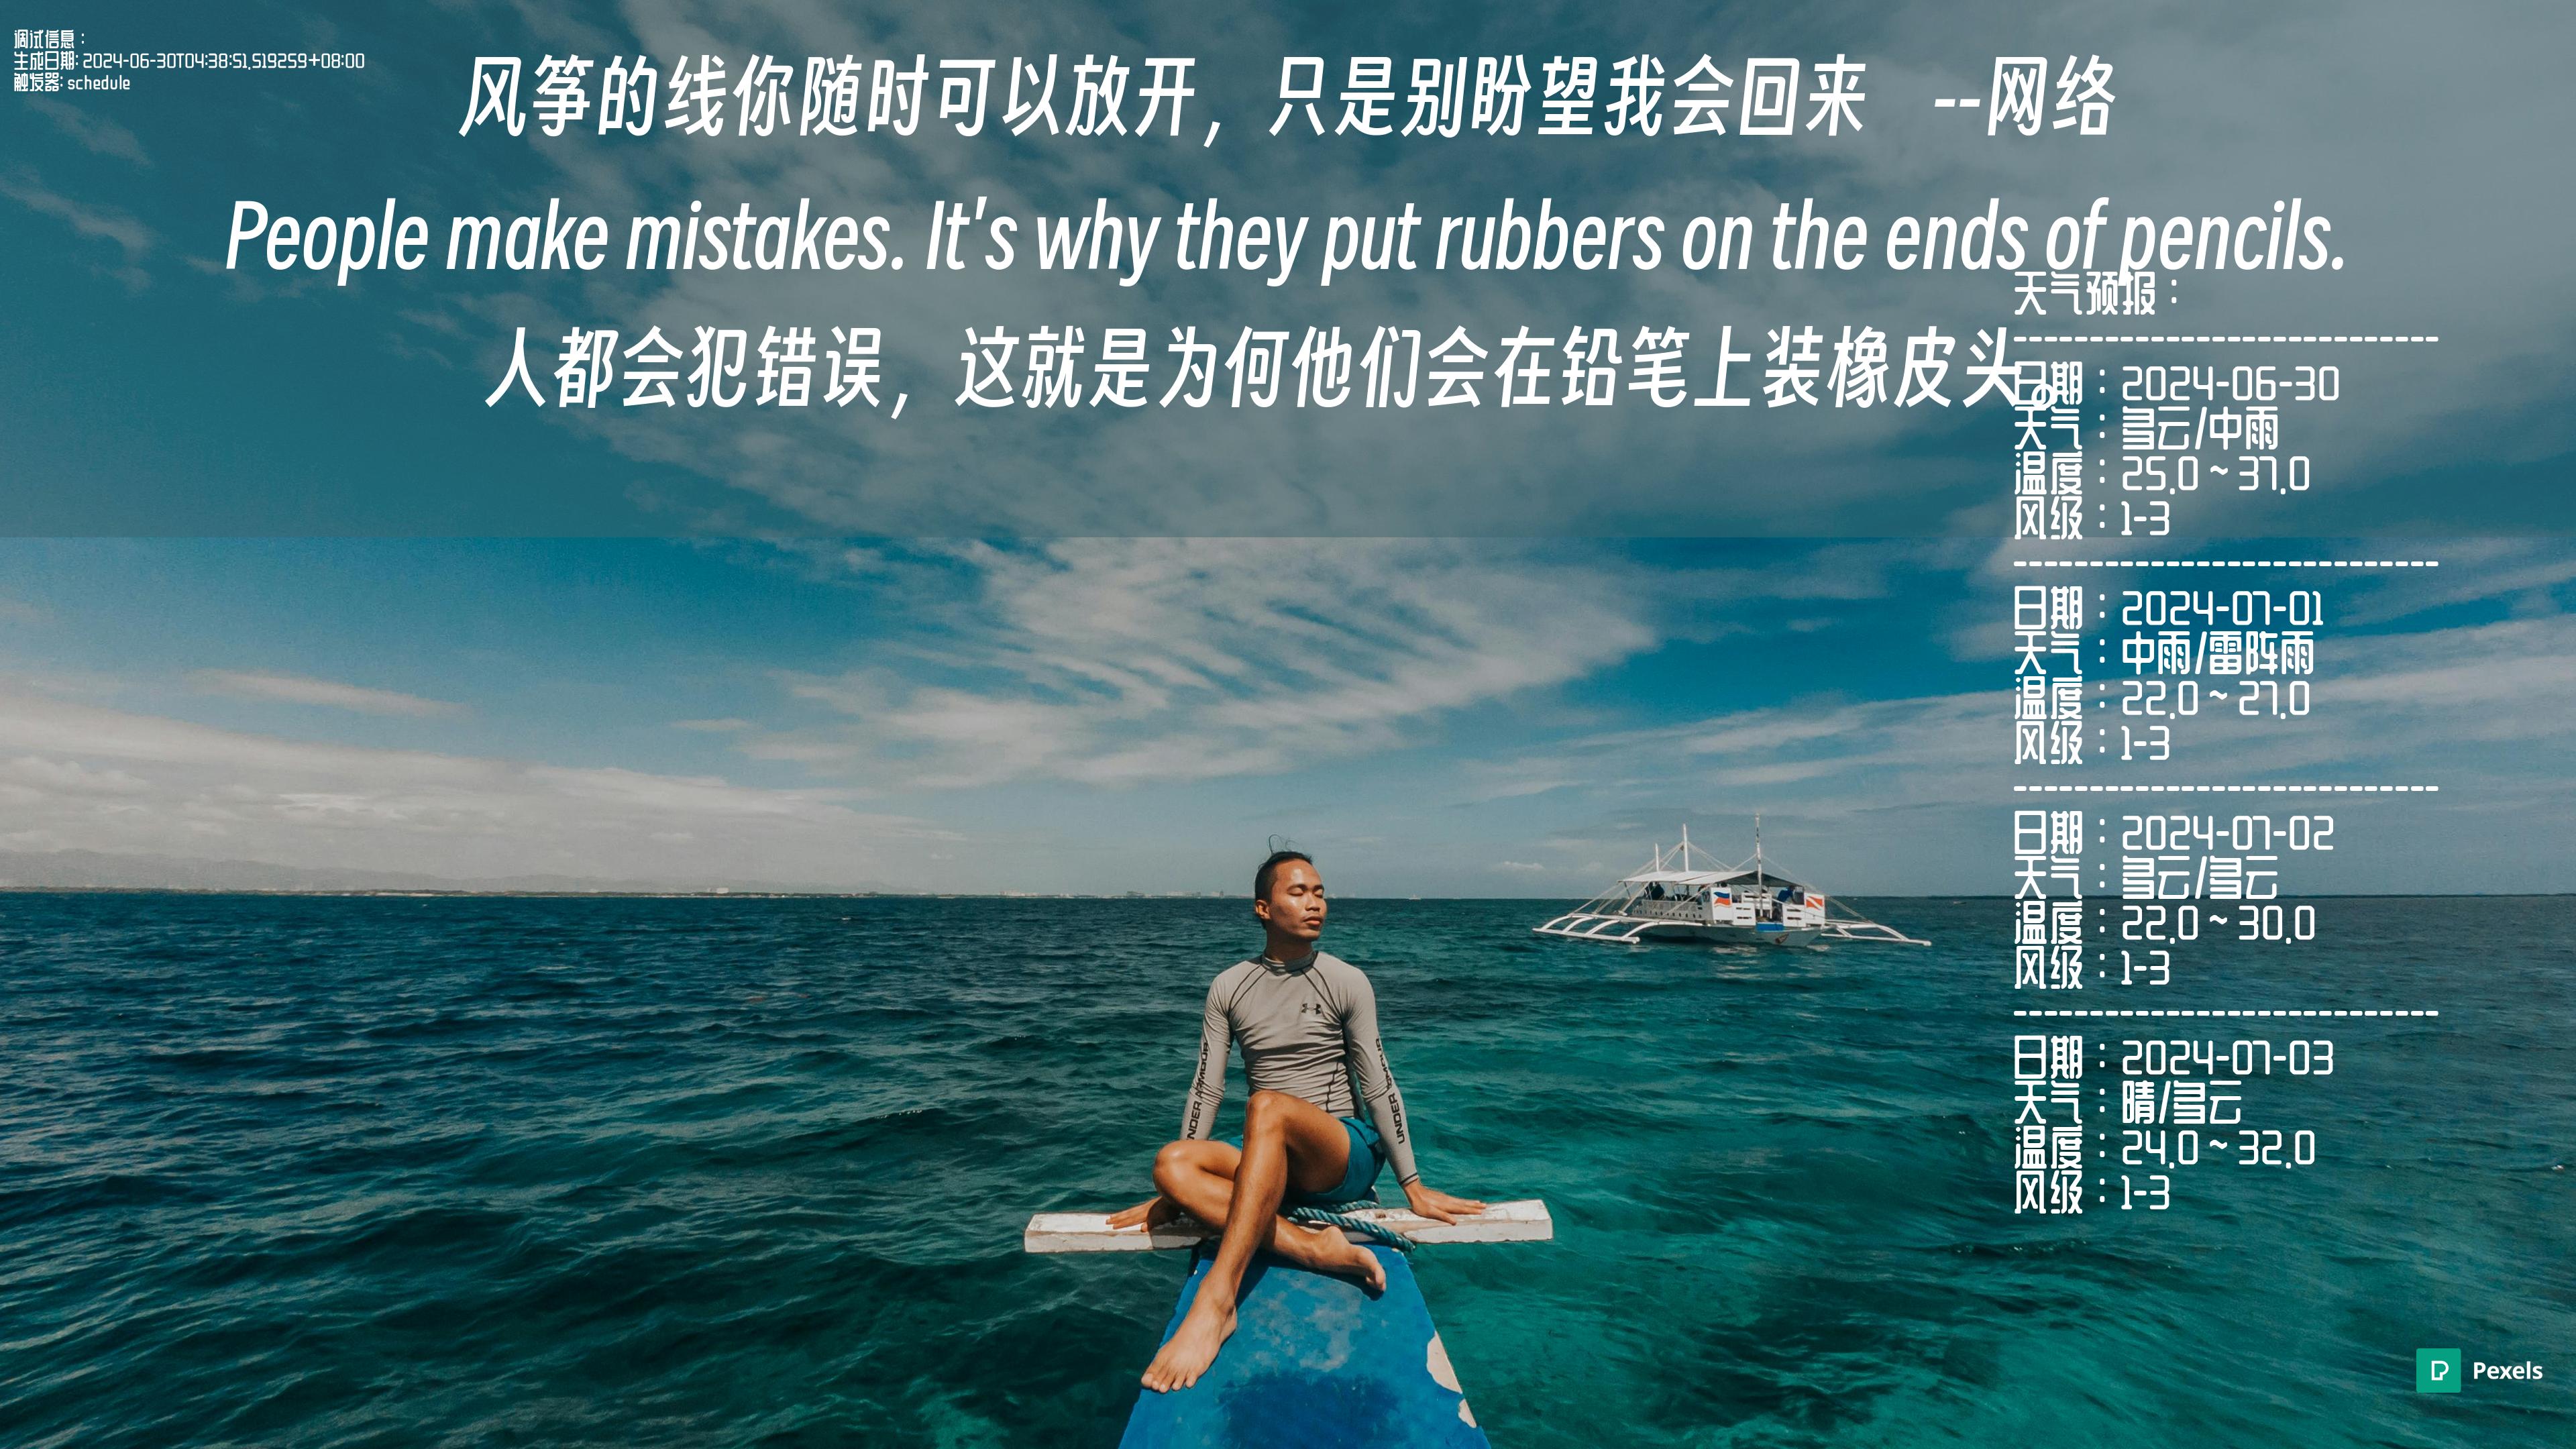 调试信息：
生成日期: 2024-06-30T04:38:51.519259+08:00
触发器: schedule
风筝的线你随时可以放开，只是别盼望我会回来 --网络
People make mistakes. It's why they put rubbers on the ends of pencils.
人都会犯错误，这就是为何他们会在铅笔上装橡皮头。
天气预报：
----------------------------
日期：2024-06-30
天气：多云/中雨
温度：25.0 ~ 37.0
风级：1-3
----------------------------
日期：2024-07-01
天气：中雨/雷阵雨
温度：22.0 ~ 27.0
风级：1-3
----------------------------
日期：2024-07-02
天气：多云/多云
温度：22.0 ~ 30.0
风级：1-3
----------------------------
日期：2024-07-03
天气：晴/多云
温度：24.0 ~ 32.0
风级：1-3
UNDER ARMOUR
Pexels